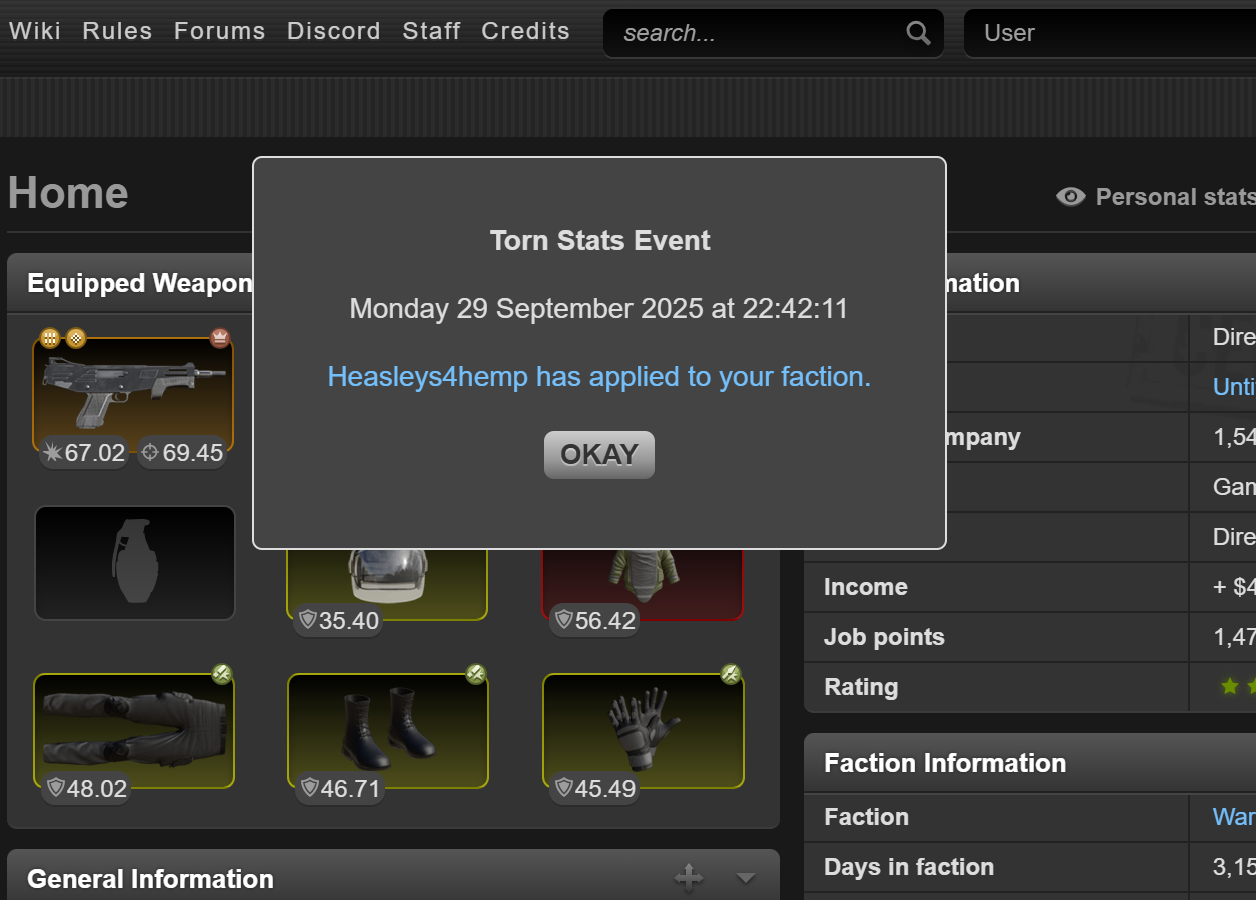 Wiki Rules Forums Discord Staff Credits search... User
Home
Personal stats
Torn Stats Event
Monday 29 September 2025 at 22:42:11
Heasleys4hemp has applied to your faction.
OKAY
Equipped Weapon
67.02 69.45
35.40 56.42
48.02 46.71 45.49
General Information
mation
Dire
Unti
mpany 1,54
Gam
Dire
Income + $4
Job points 1,47
Rating
Faction Information
Faction War
Days in faction 3,15